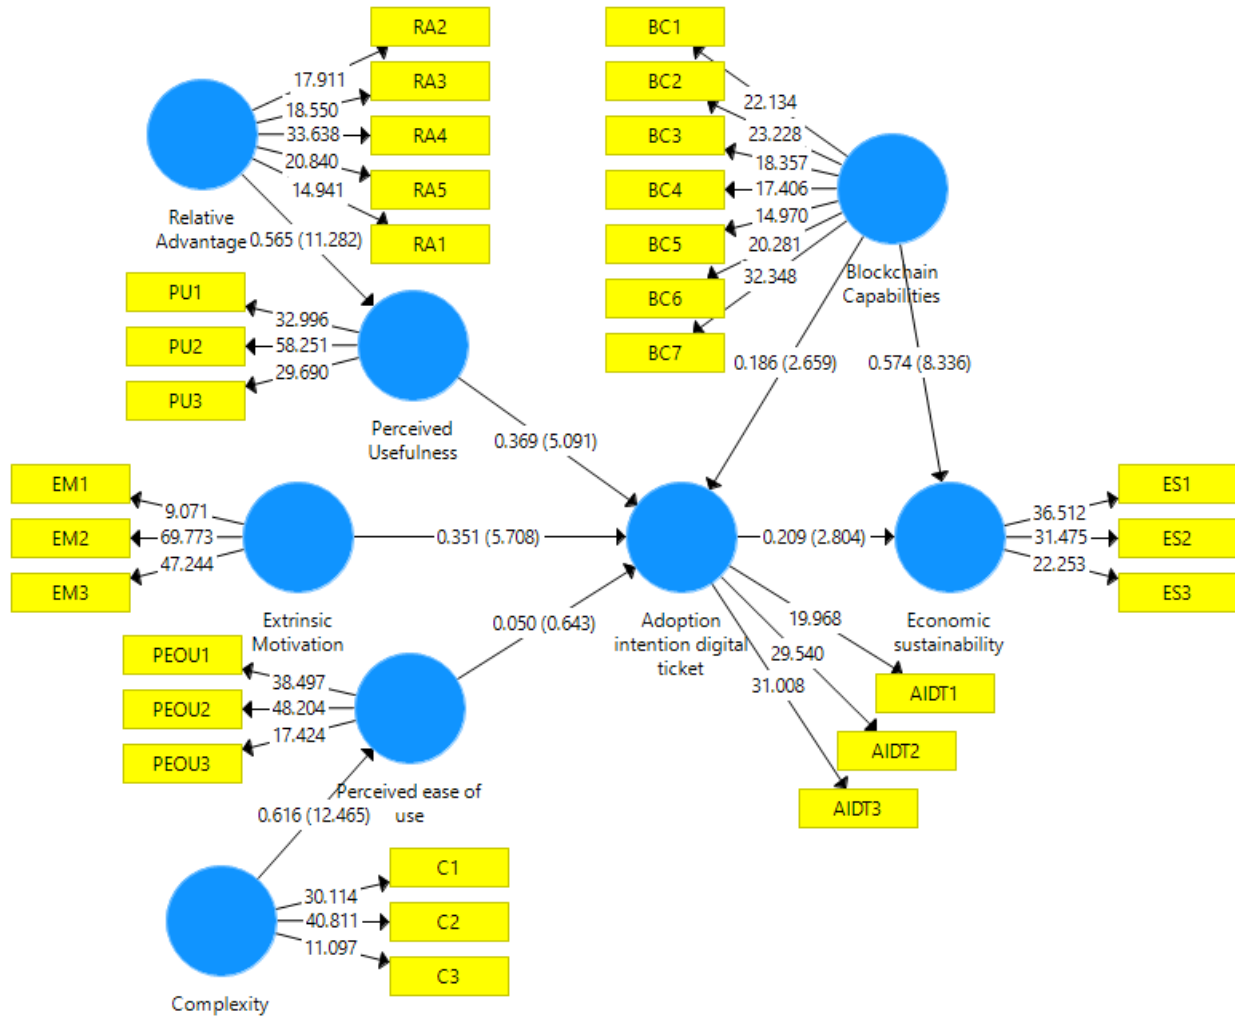 RA2
RA3
RA4
RA5
RA1
17.911
18.550
33.638
20.840
14.941
Relative
Advantage
0.565 (11.282)
BC1
BC2
BC3
BC4
BC5
BC6
BC7
22.134
23.228
18.357
17.406
14.970
20.281
32.348
Blockchain
Capabilities
0.186 (2.659)
0.574 (8.336)
PU1
PU2
PU3
32.996
58.251
29.690
Perceived
Usefulness
0.369 (5.091)
EM1
EM2
EM3
9.071
69.773
47.244
Extrinsic
Motivation
0.351 (5.708)
Adoption
intention digital
ticket
0.209 (2.804)
Economic
sustainability
36.512
31.475
22.253
ES1
ES2
ES3
19.968
29.540
31.008
AIDT1
AIDT2
AIDT3
PEOU1
PEOU2
PEOU3
38.497
48.204
17.424
Perceived ease of
use
0.050 (0.643)
0.616 (12.465)
C1
C2
C3
30.114
40.811
11.097
Complexity